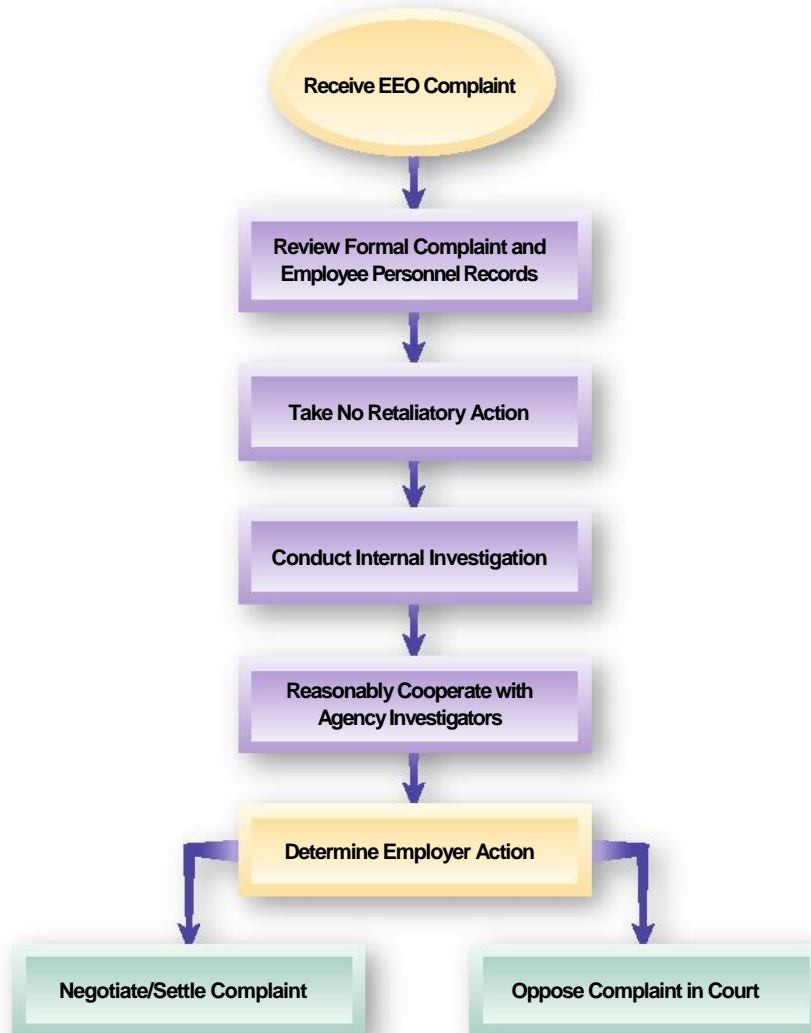 Receive EEO Complaint
Review Formal Complaint and
Employee Personnel Records
Take No Retaliatory Action
Conduct Internal Investigation
Reasonably Cooperate with
Agency Investigators
Determine Employer Action
Negotiate/Settle Complaint
Oppose Complaint in Court